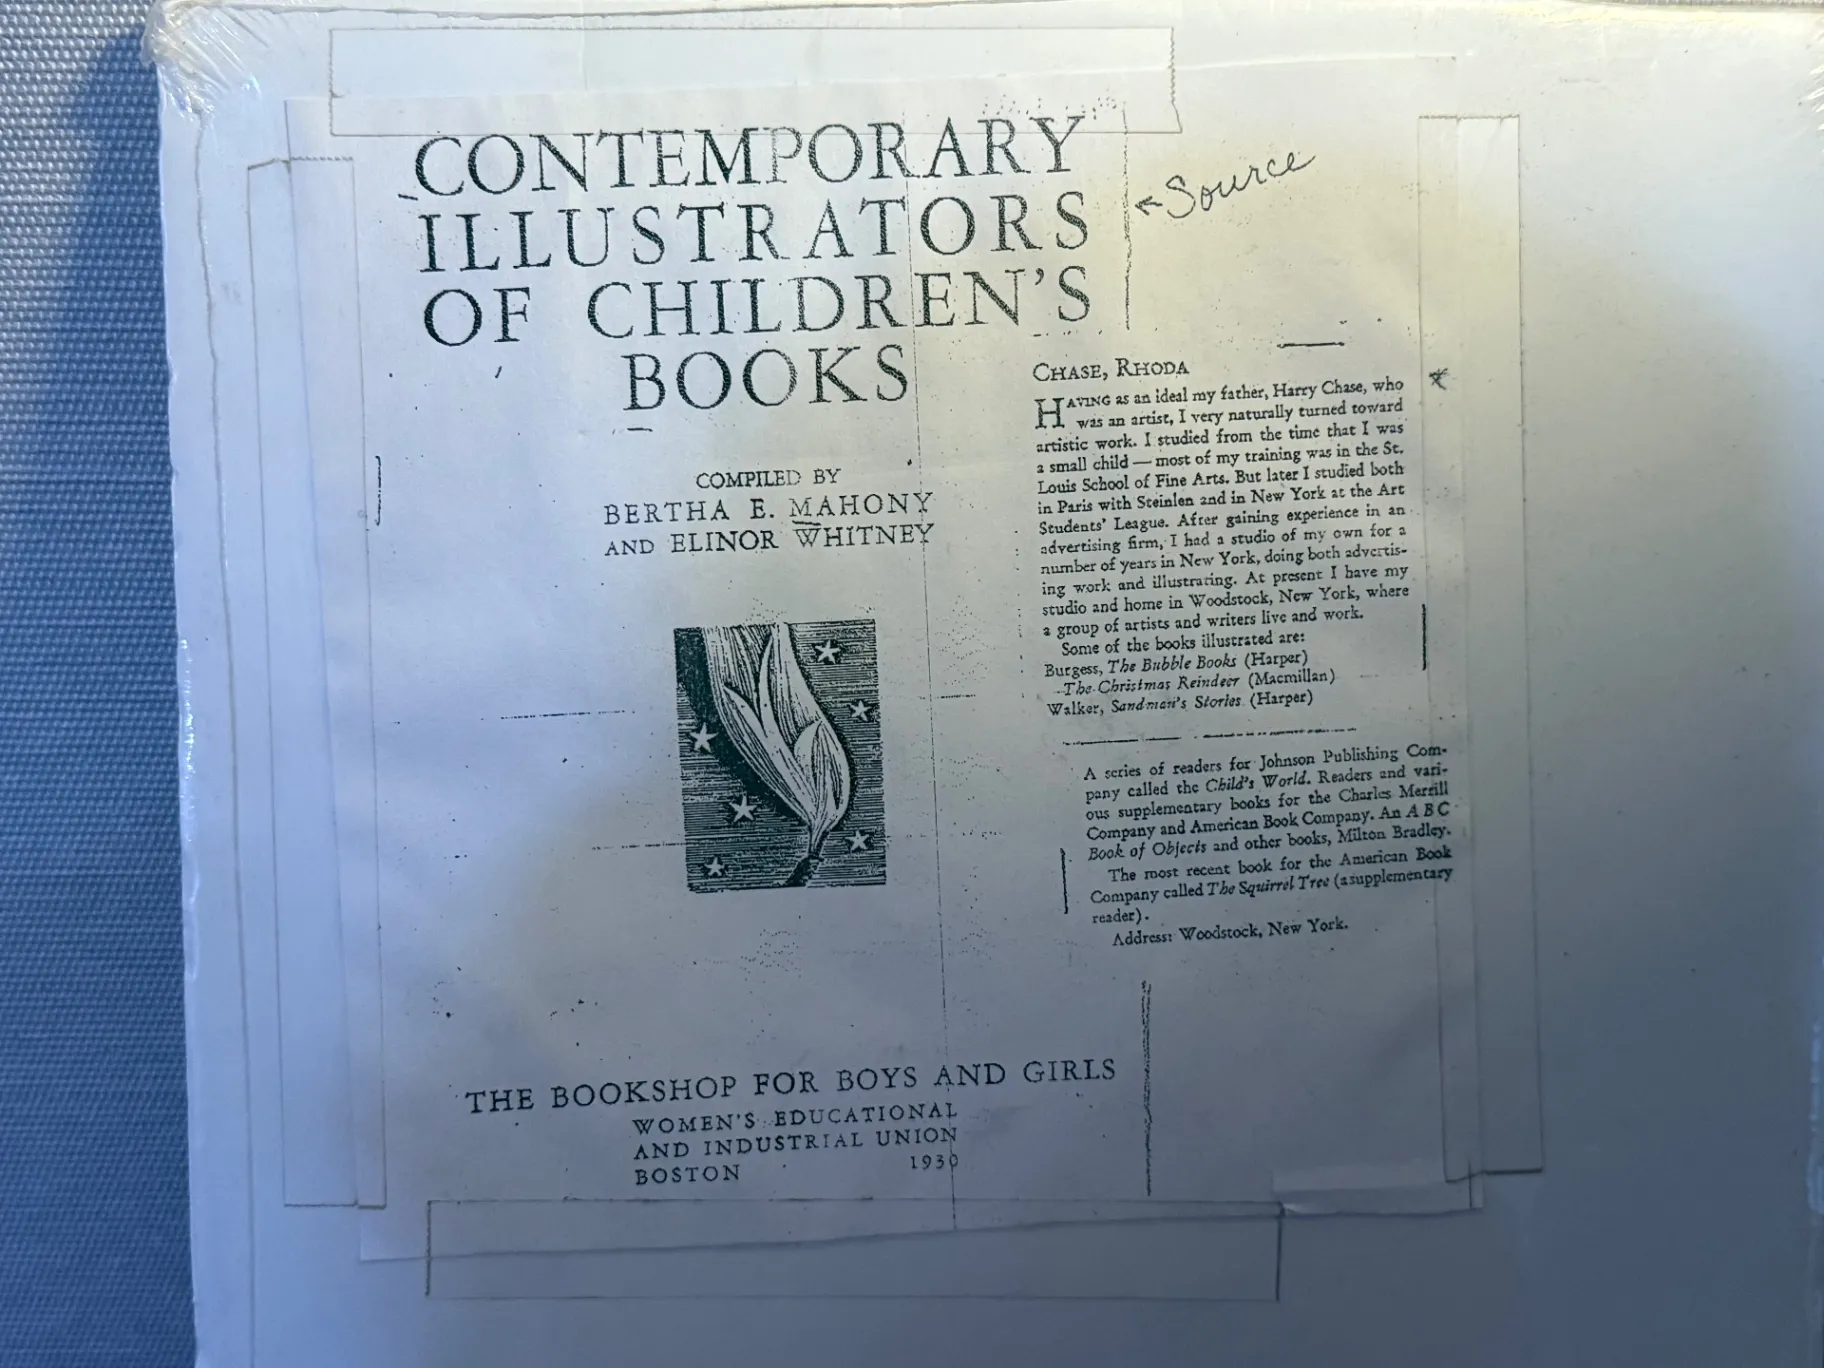 CONTEMPORARY
ILLUSTRATORS
OF CHILDREN'S
BOOKS
COMPILED BY
BERTHA E. MAHONY
AND ELINOR WHITNEY
THE BOOKSHOP FOR BOYS AND GIRLS
WOMEN'S EDUCATIONAL
AND INDUSTRIAL UNION
BOSTON 1930
← Source
CHASE, RHODA
HAVING as an ideal my father, Harry Chase, who
was an artist, I very naturally turned toward
artistic work. I studied from the time that I was
a small child — most of my training was in the St.
Louis School of Fine Arts. But later I studied both
in Paris with Steinlen and in New York at the Art
Students' League. After gaining experience in an
advertising firm, I had a studio of my own for a
number of years in New York, doing both advertis-
ing work and illustrating. At present I have my
studio and home in Woodstock, New York, where
a group of artists and writers live and work.
Some of the books illustrated are:
Burgess, The Bubble Books (Harper)
The Christmas Reindeer (Macmillan)
Walker, Sandman's Stories (Harper)
A series of readers for Johnson Publishing Com-
pany called the Child's World. Readers and vari-
ous supplementary books for the Charles Merrill
Company and American Book Company. An A B C
Book of Objects and other books, Milton Bradley.
The most recent book for the American Book
Company called The Squirrel Tree (a supplementary
reader).
Address: Woodstock, New York.